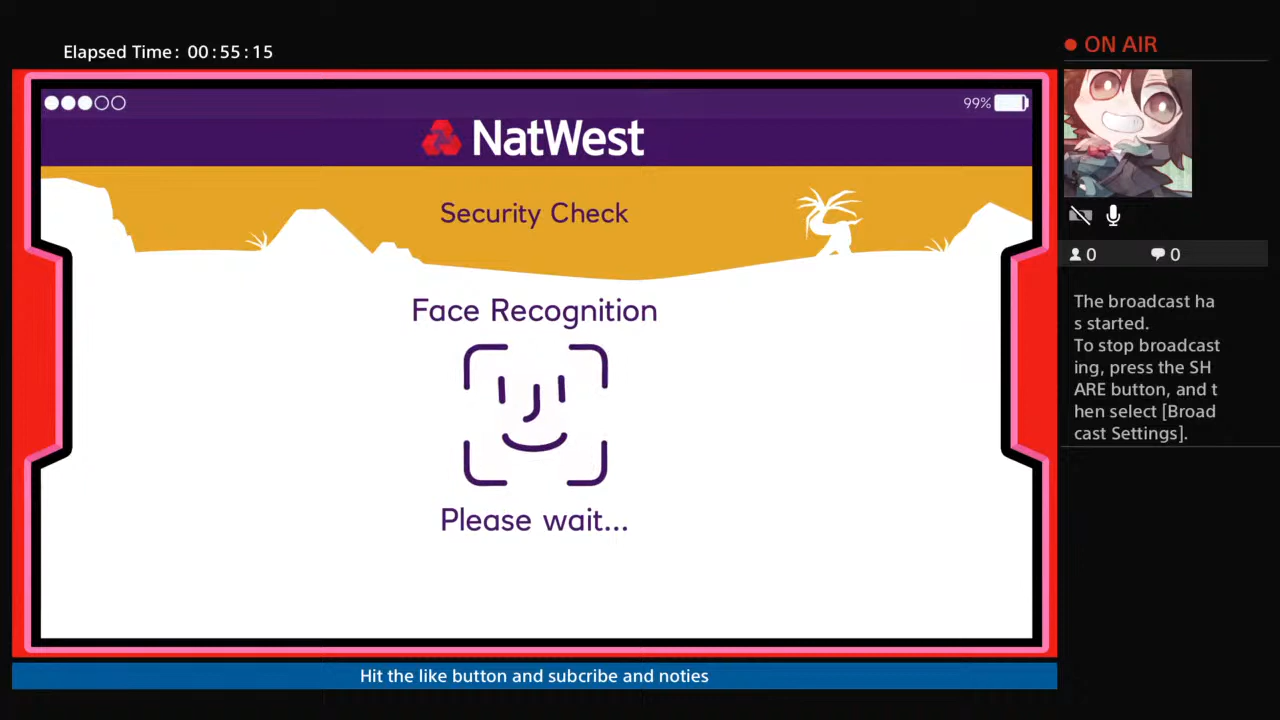 Elapsed Time: 00:55:15
ON AIR
99%
NatWest
Security Check
Face Recognition
Please wait...
0
0
The broadcast ha
s started.
To stop broadcast
ing, press the SH
ARE button, and t
hen select [Broad
cast Settings].
Hit the like button and subcribe and noties